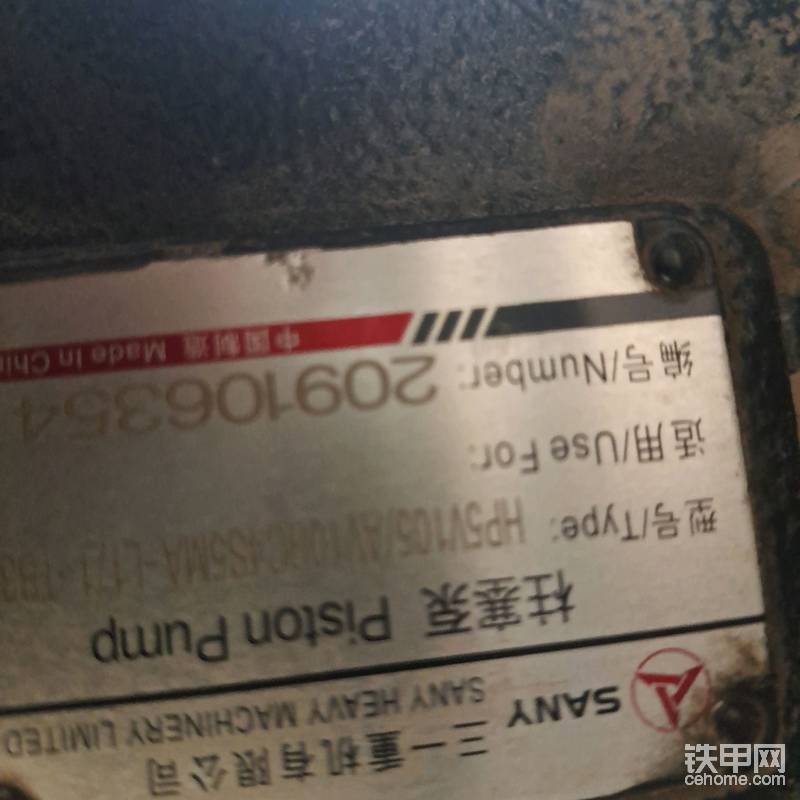 三一重机有限公司
SANY SANY HEAVY MACHINERY LIMITED
柱塞泵 Piston Pump
型号/Type:
适用/Use For:
编号/Number: 209106354
中国制造 Made In
铁甲网
cehome.com